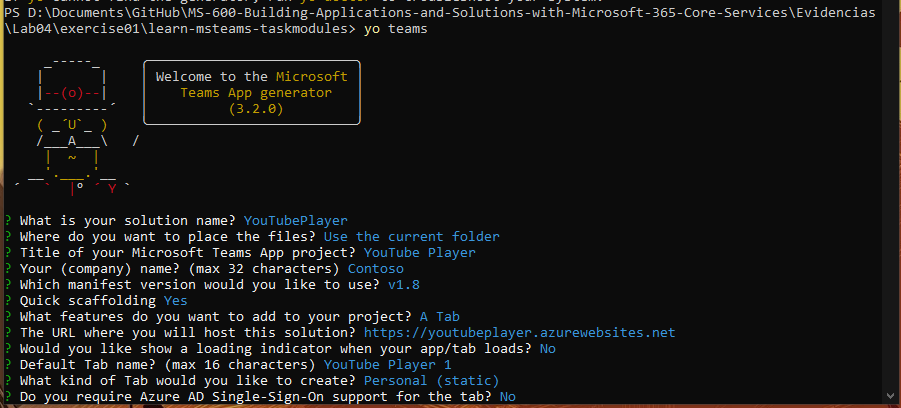 PS D:\Documents\GitHub\MS-600-Building-Applications-and-Solutions-with-Microsoft-365-Core-Services\Evidencias
\Lab04\exercise01\learn-msteams-taskmodules> yo teams
Welcome to the Microsoft
Teams App generator
(3.2.0)
? What is your solution name? YouTubePlayer
? Where do you want to place the files? Use the current folder
? Title of your Microsoft Teams App project? YouTube Player
? Your (company) name? (max 32 characters) Contoso
? Which manifest version would you like to use? v1.8
? Quick scaffolding Yes
? What features do you want to add to your project? A Tab
? The URL where you will host this solution? https://youtubeplayer.azurewebsites.net
? Would you like show a loading indicator when your app/tab loads? No
? Default Tab name? (max 16 characters) YouTube Player 1
? What kind of Tab would you like to create? Personal (static)
? Do you require Azure AD Single-Sign-On support for the tab? No